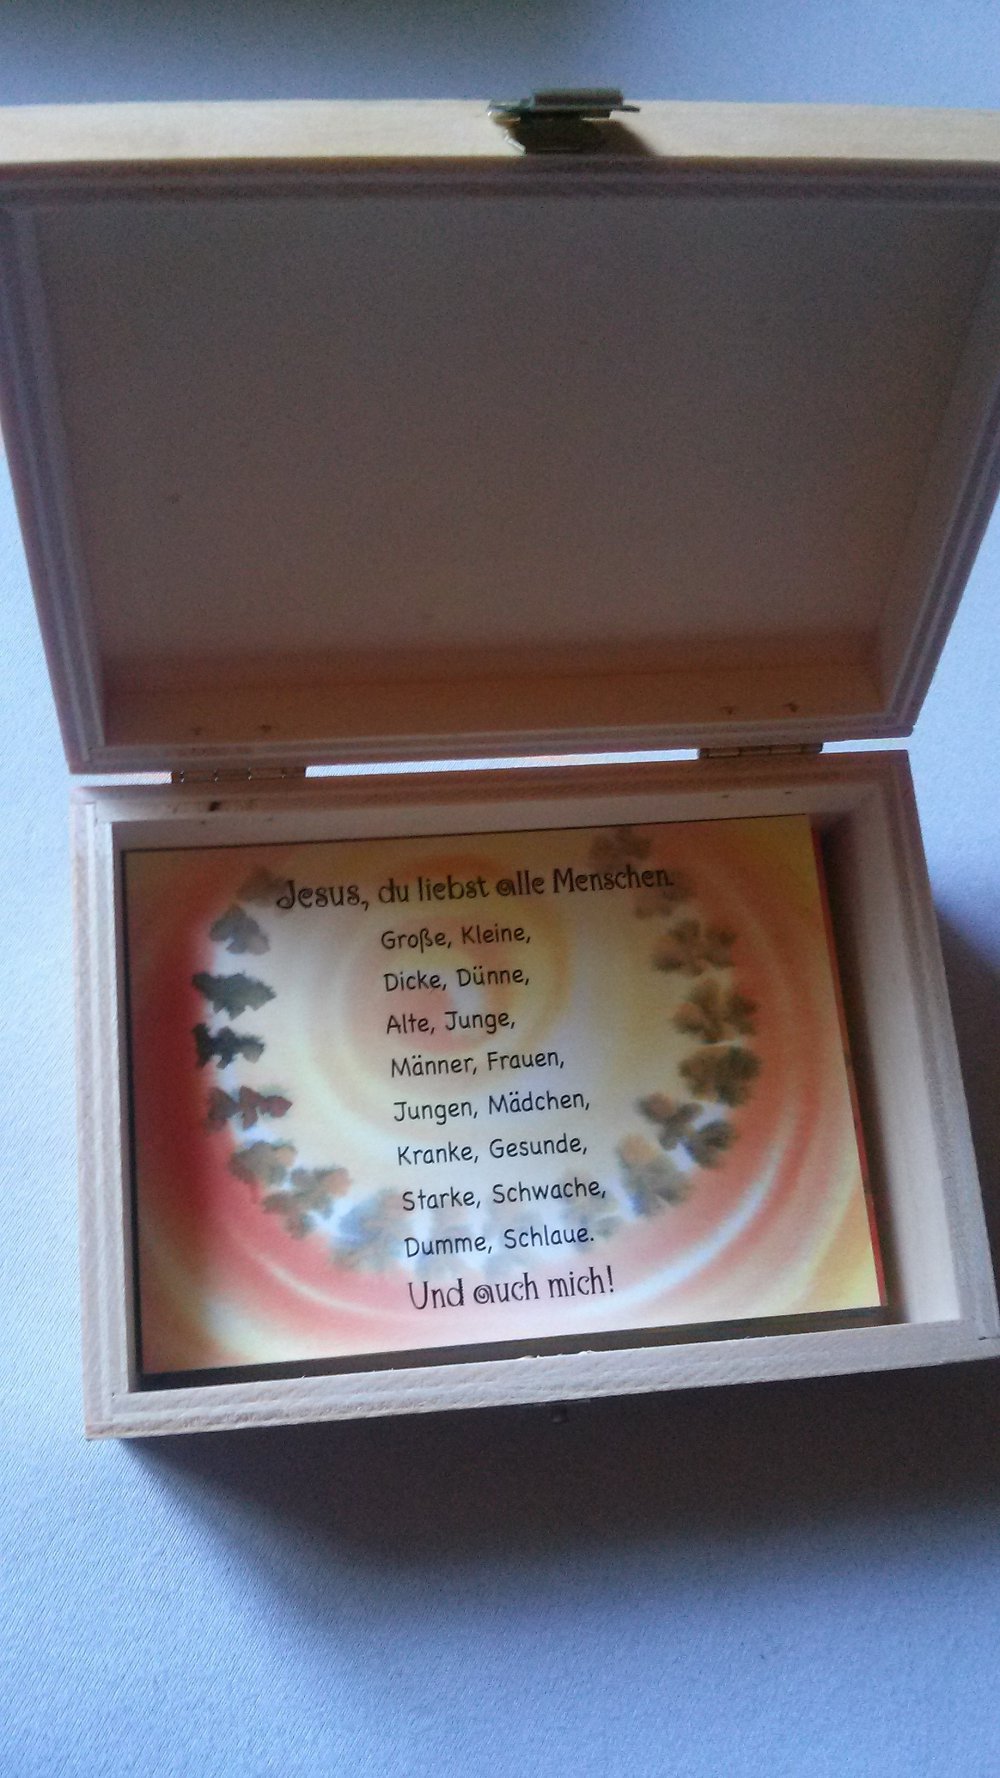 Jesus, du liebst alle Menschen.
Große, Kleine,
Dicke, Dünne,
Alte, Junge,
Männer, Frauen,
Jungen, Mädchen,
Kranke, Gesunde,
Starke, Schwache,
Dumme, Schlaue.
Und auch mich!